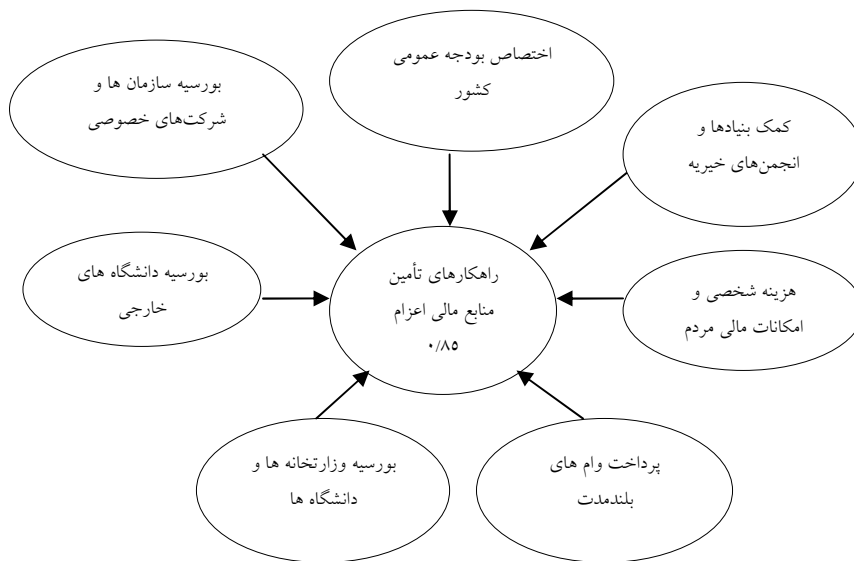 اختصاص بودجه عمومی
کشور
بورسیه سازمان ها و
شرکت‌های خصوصی
کمک بنیادها و
انجمن‌های خیریه
راهکارهای تأمین
منابع مالی اعزام
۰/۸۵
بورسیه دانشگاه های
خارجی
هزینه شخصی و
امکانات مالی مردم
بورسیه وزارتخانه ها و
دانشگاه ها
پرداخت وام های
بلندمدت